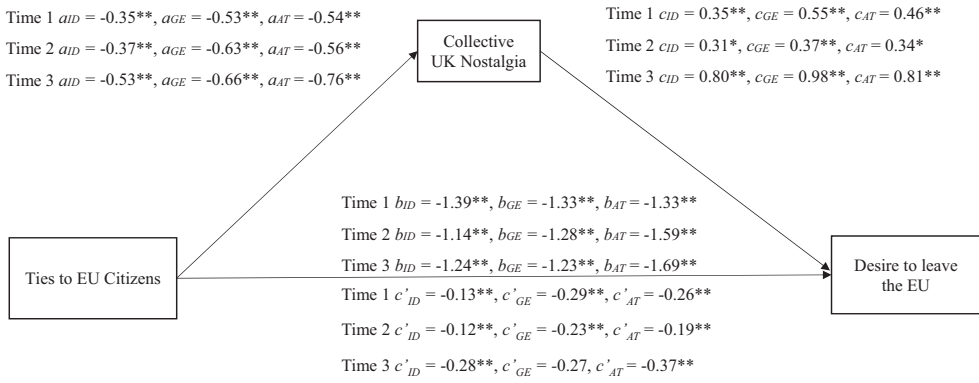 Time 1 aID = -0.35**, aGE = -0.53**, aAT = -0.54**
Time 2 aID = -0.37**, aGE = -0.63**, aAT = -0.56**
Time 3 aID = -0.53**, aGE = -0.66**, aAT = -0.76**
Collective
UK Nostalgia
Time 1 cID = 0.35**, cGE = 0.55**, cAT = 0.46**
Time 2 cID = 0.31*, cGE = 0.37**, cAT = 0.34*
Time 3 cID = 0.80**, cGE = 0.98**, cAT = 0.81**
Ties to EU Citizens
Time 1 bID = -1.39**, bGE = -1.33**, bAT = -1.33**
Time 2 bID = -1.14**, bGE = -1.28**, bAT = -1.59**
Time 3 bID = -1.24**, bGE = -1.23**, bAT = -1.69**
Time 1 c'ID = -0.13**, c'GE = -0.29**, c'AT = -0.26**
Time 2 c'ID = -0.12**, c'GE = -0.23**, c'AT = -0.19**
Time 3 c'ID = -0.28**, c'GE = -0.27, c'AT = -0.37**
Desire to leave
the EU